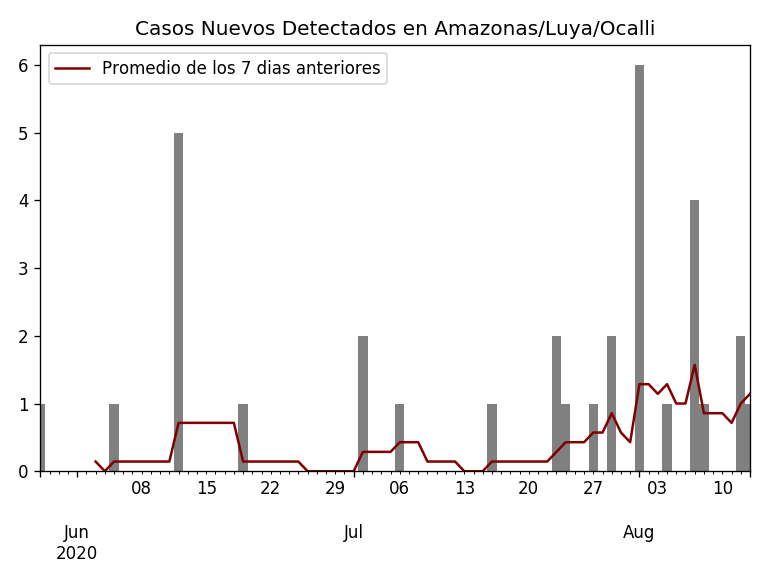 Casos Nuevos Detectados en Amazonas/Luya/Ocalli
Promedio de los 7 dias anteriores
6
5
4
3
2
1
0
08 15 22 29 06 13 20 27 03 10
Jun Jul Aug
2020